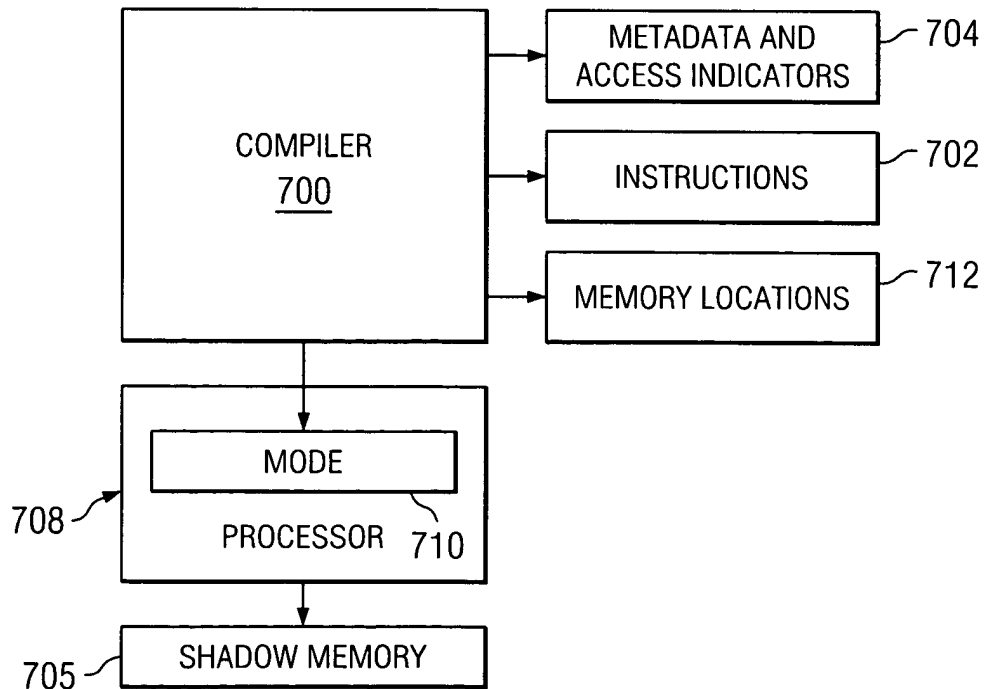 METADATA AND
ACCESS INDICATORS
704
COMPILER
700
INSTRUCTIONS
702
MEMORY LOCATIONS
712
MODE
708
PROCESSOR
710
SHADOW MEMORY
705